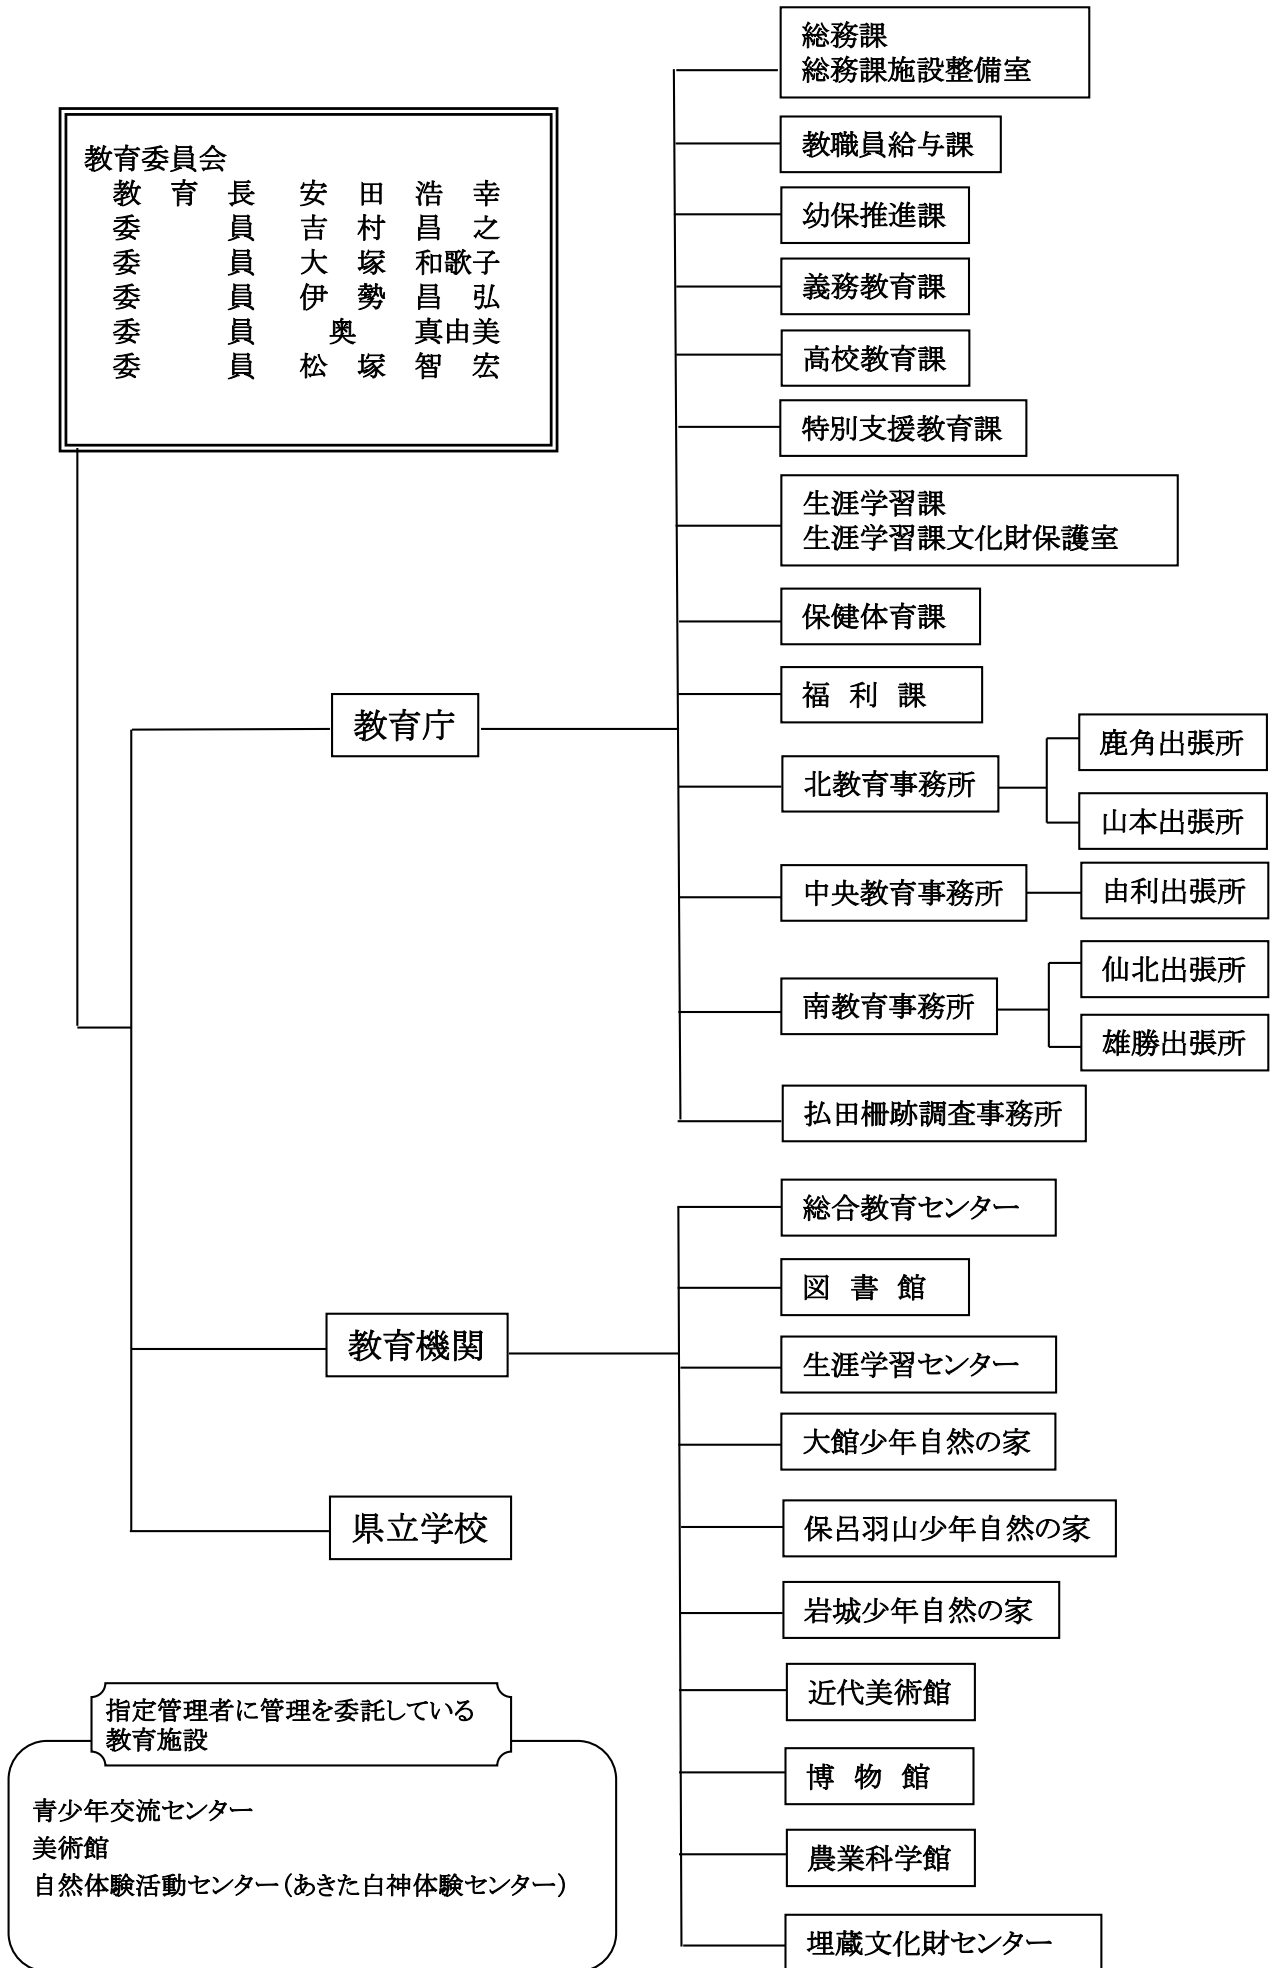 教育委員会
教 育 長 安 田 浩 幸
委 員 吉 村 昌 之
委 員 大 塚 和歌子
委 員 伊 勢 昌 弘
委 員 奥 真由美
委 員 松 塚 智 宏
教育庁
総務課
総務課施設整備室
教職員給与課
幼保推進課
義務教育課
高校教育課
特別支援教育課
生涯学習課
生涯学習課文化財保護室
保健体育課
福 利 課
北教育事務所
鹿角出張所
山本出張所
中央教育事務所
由利出張所
南教育事務所
仙北出張所
雄勝出張所
払田柵跡調査事務所
教育機関
総合教育センター
図 書 館
生涯学習センター
大館少年自然の家
保呂羽山少年自然の家
岩城少年自然の家
近代美術館
博 物 館
農業科学館
埋蔵文化財センター
県立学校
指定管理者に管理を委託している
教育施設
青少年交流センター
美術館
自然体験活動センター（あきた白神体験センター）